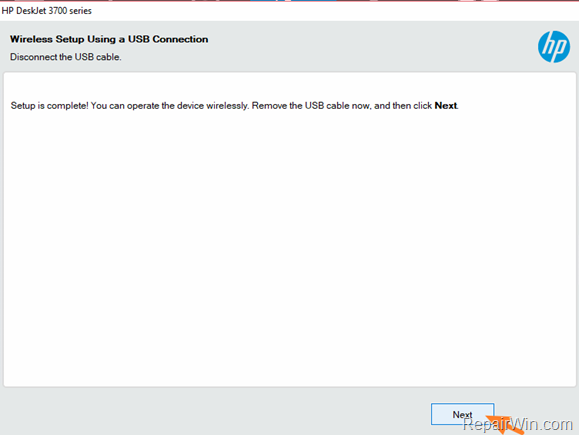 HP DeskJet 3700 series
Wireless Setup Using a USB Connection
Disconnect the USB cable.
hp
Setup is complete! You can operate the device wirelessly. Remove the USB cable now, and then click Next.
Next
RepairWin.com